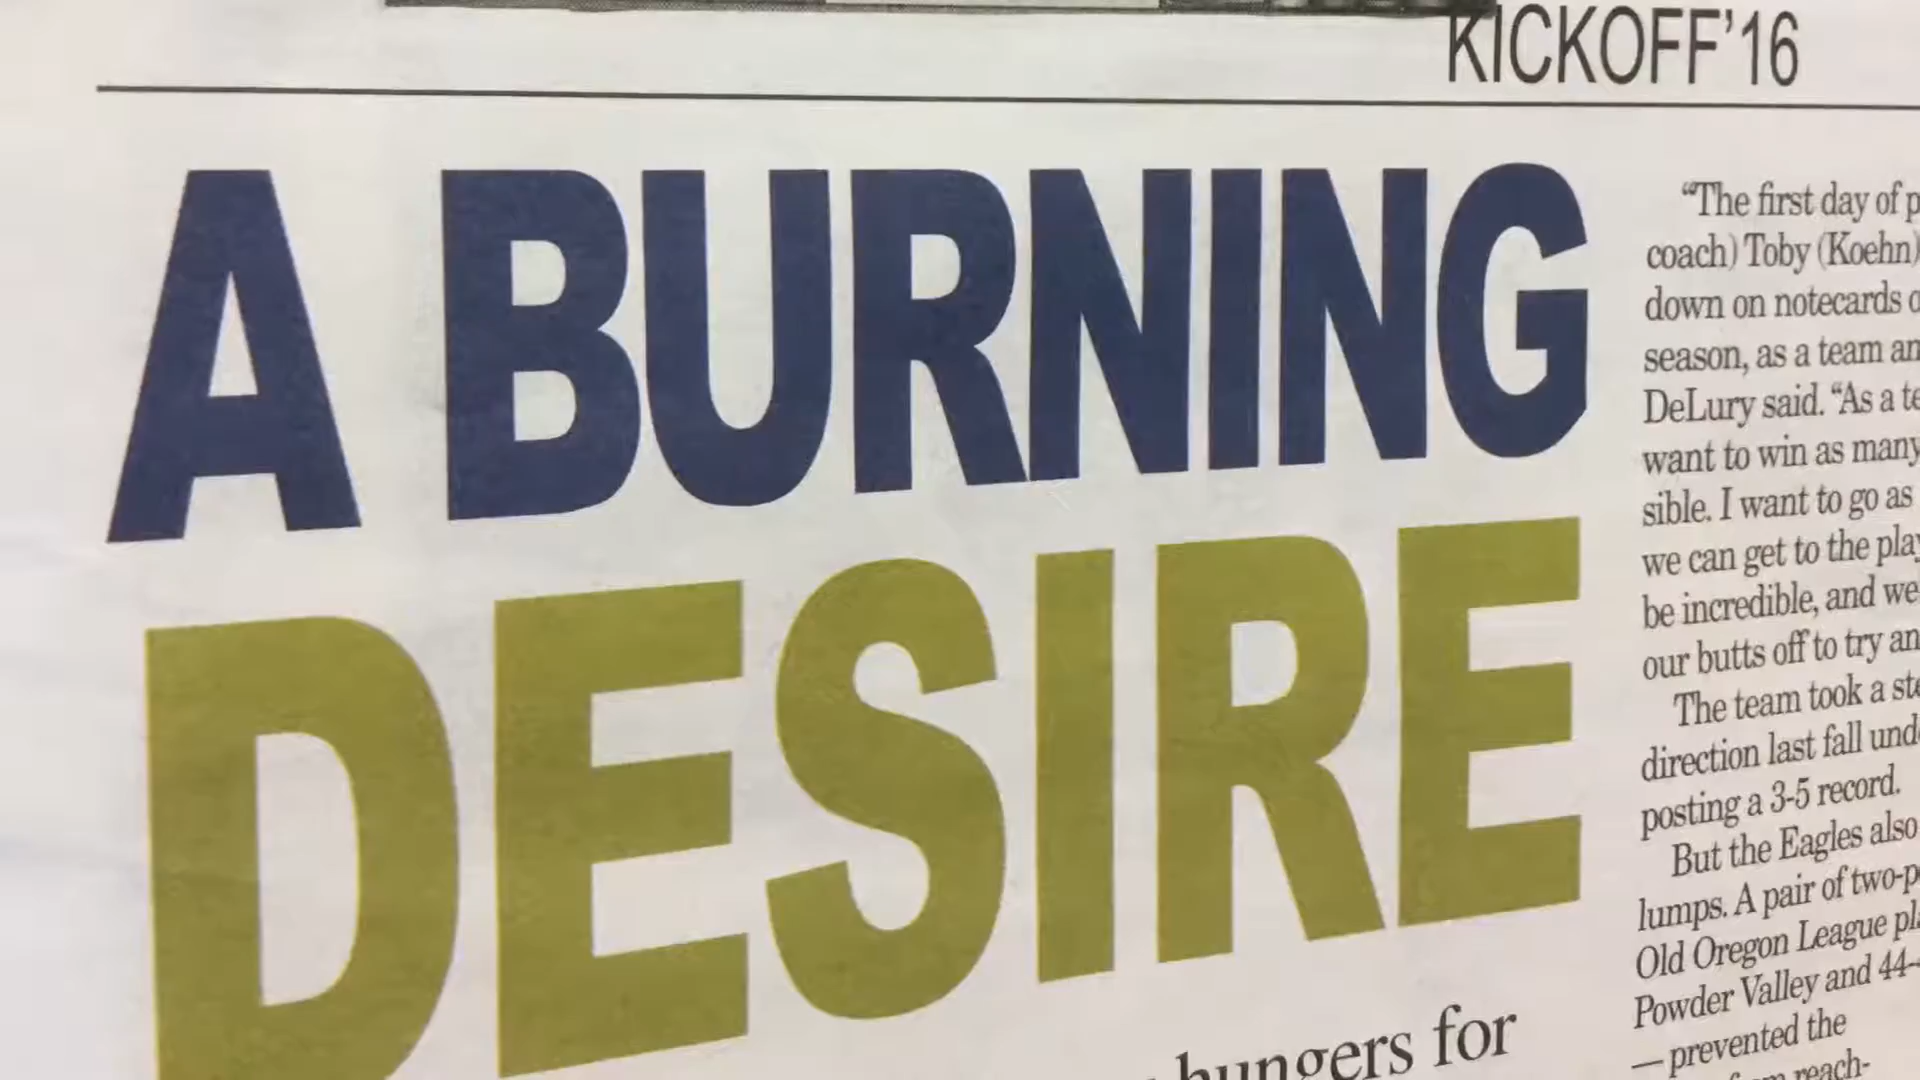 KICKOFF'16
A BURNING
DESIRE
hungers for
“The first day of
coach) Toby (Koehn)
down on notecards
season, as a team
DeLury said. “As a
want to win as many
sible. I want to go as
we can get to the
be incredible, and we
our butts off to try
The team took a
direction last fall
posting a 3-5 record.
But the Eagles also
lumps. A pair of
Old Oregon League
Powder Valley and 44-
— prevented the
reach-